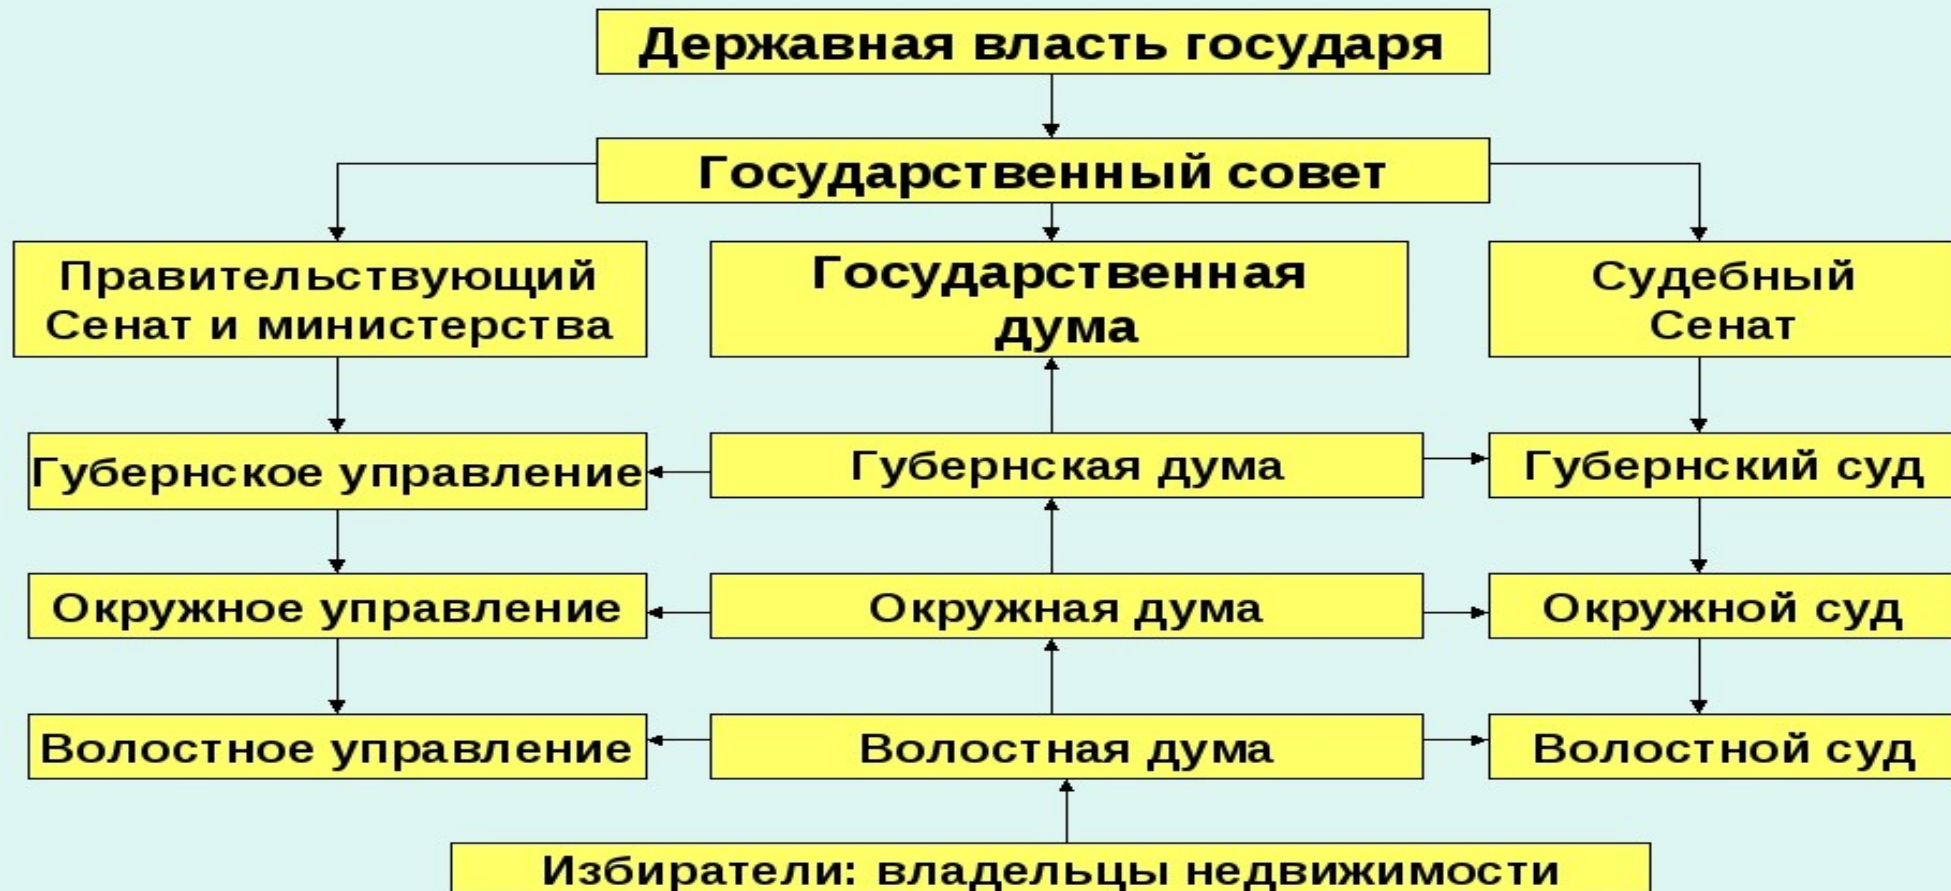 Державная власть государя
Государственный совет
Правительствующий
Сенат и министерства
Государственная
дума
Судебный
Сенат
Губернское управление
Губернская дума
Губернский суд
Окружное управление
Окружная дума
Окружной суд
Волостное управление
Волостная дума
Волостной суд
Избиратели: владельцы недвижимости